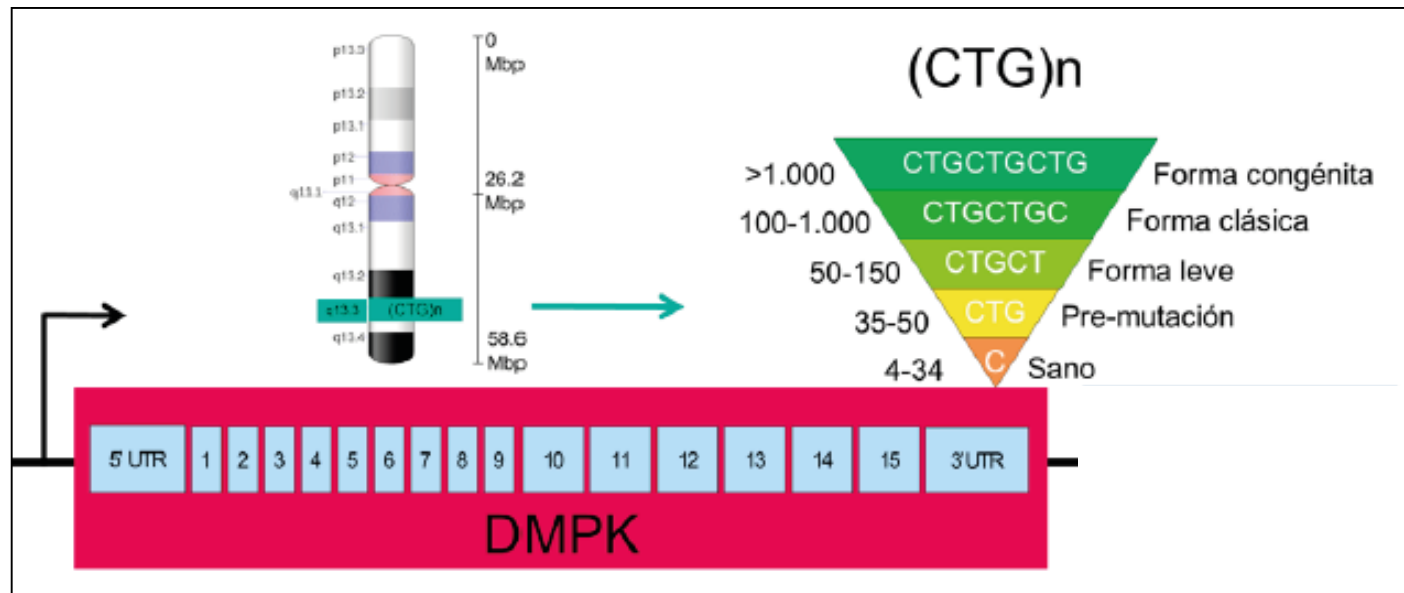 p13.3
p13.2
p13.1
p12
p11
q13.1
q12
q13.1
q13.2
q13.3
(CTG)n
q13.4
0
Mbp
26.2
Mbp
58.6
Mbp
(CTG)n
>1.000 CTGCTGCTG Forma congénita
100-1.000 CTGCTGC Forma clásica
50-150 CTGCT Forma leve
35-50 CTG Pre-mutación
4-34 C Sano
5' UTR 1 2 3 4 5 6 7 8 9 10 11 12 13 14 15 3'UTR
DMPK